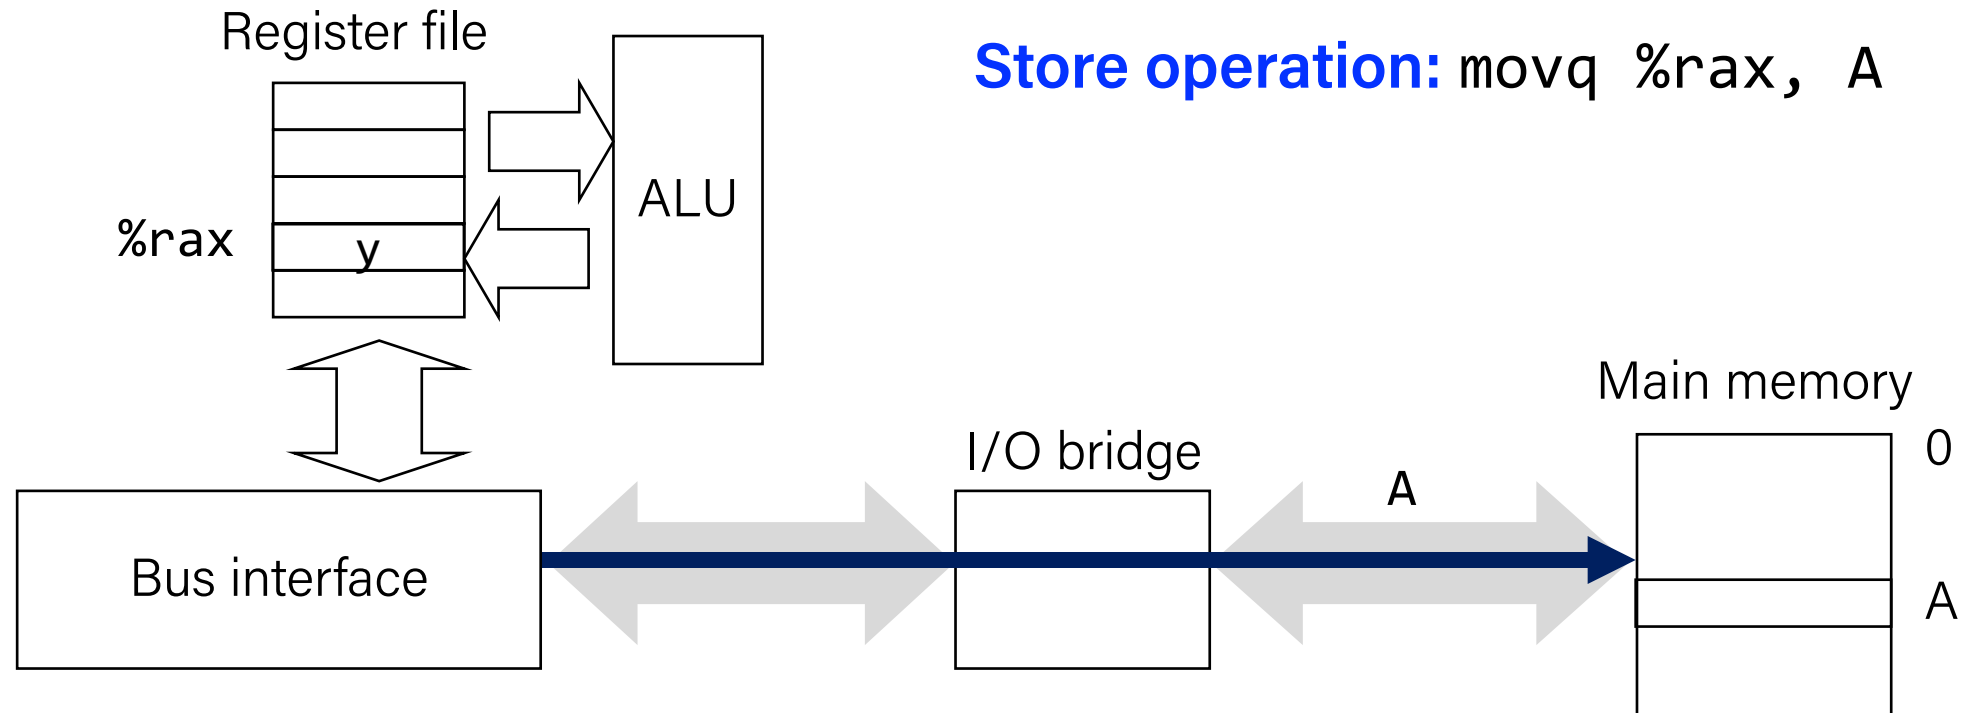 Register file
Store operation: movq %rax, A
ALU
%rax
y
Main memory
I/O bridge
0
A
Bus interface
A